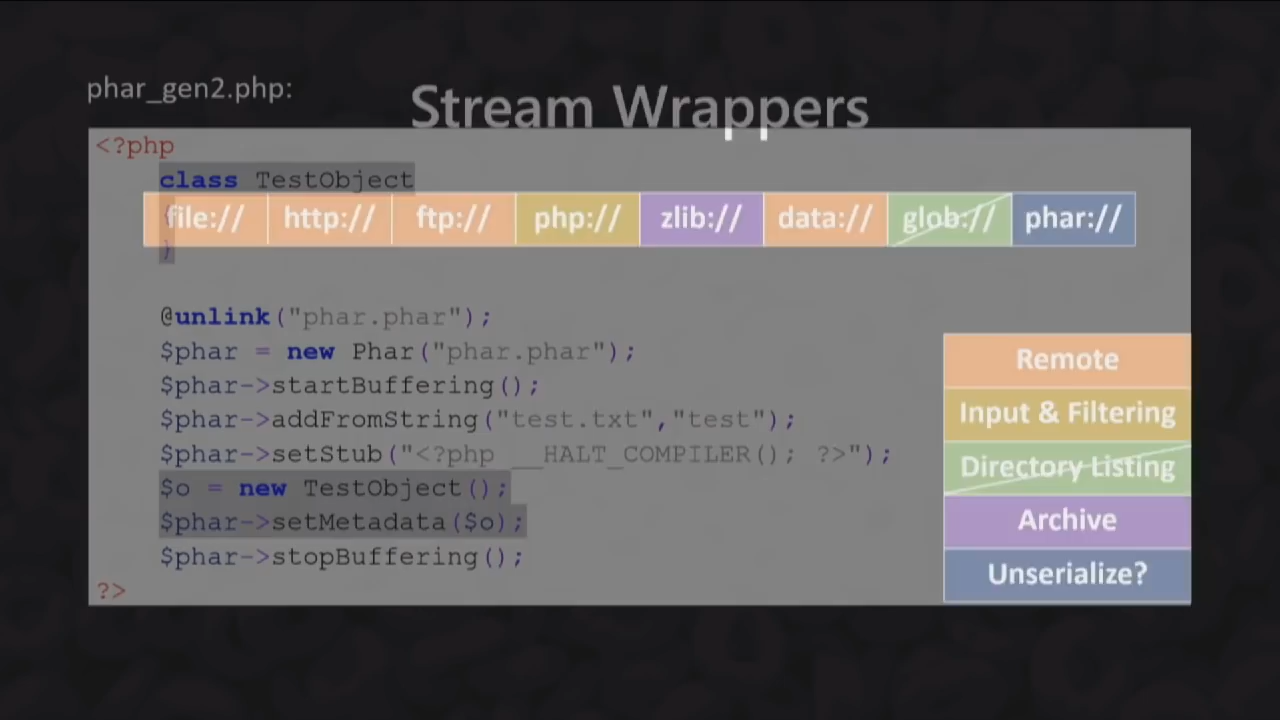 phar_gen2.php:
Stream Wrappers
<?php
class TestObject
{
file:// http:// ftp:// php:// zlib:// data:// glob:// phar://
}
@unlink("phar.phar");
$phar = new Phar("phar.phar");
$phar->startBuffering();
$phar->addFromString("test.txt","test");
$phar->setStub("<?php __HALT_COMPILER(); ?>");
$o = new TestObject();
$phar->setMetadata($o);
$phar->stopBuffering();
?>
Remote
Input & Filtering
Directory Listing
Archive
Unserialize?